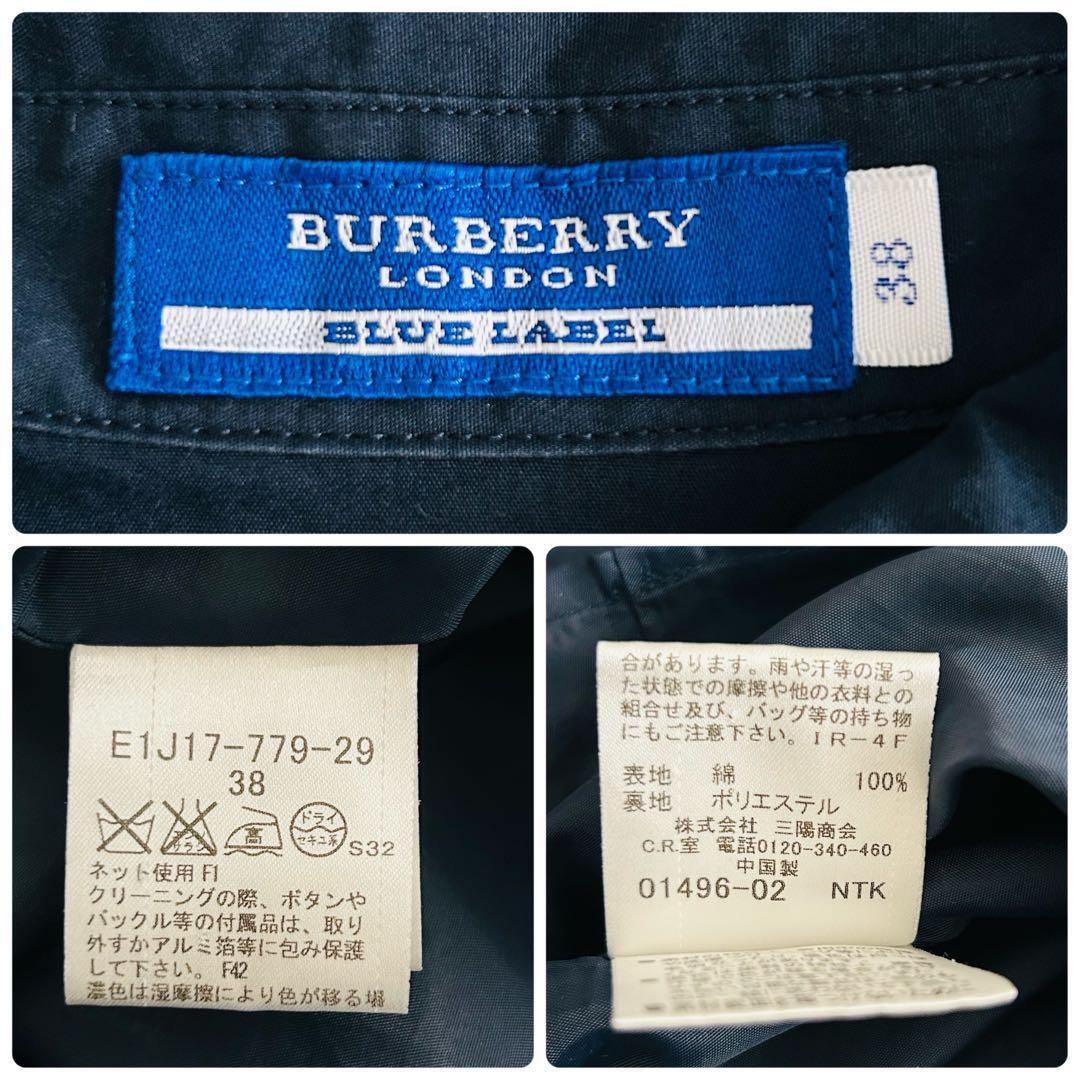 BURBERRY
LONDON
BLUE LABEL
38
E1J17-779-29
38
エンソ
サラシ
高
ドライ
セキユ系
S32
ネット使用 F1
クリーニングの際、ボタンや
バックル等の付属品は、取り
外すかアルミ箔等に包み保護
して下さい。 F42
濃色は湿摩擦により色が移る場
合があります。雨や汗等の湿っ
た状態での摩擦や他の衣料との
組合せ及び、バッグ等の持ち物
にもご注意下さい。IR-4F
表地 綿 100%
裏地 ポリエステル
株式会社 三陽商会
C.R.室 電話0120-340-460
中国製
01496-02 NTK